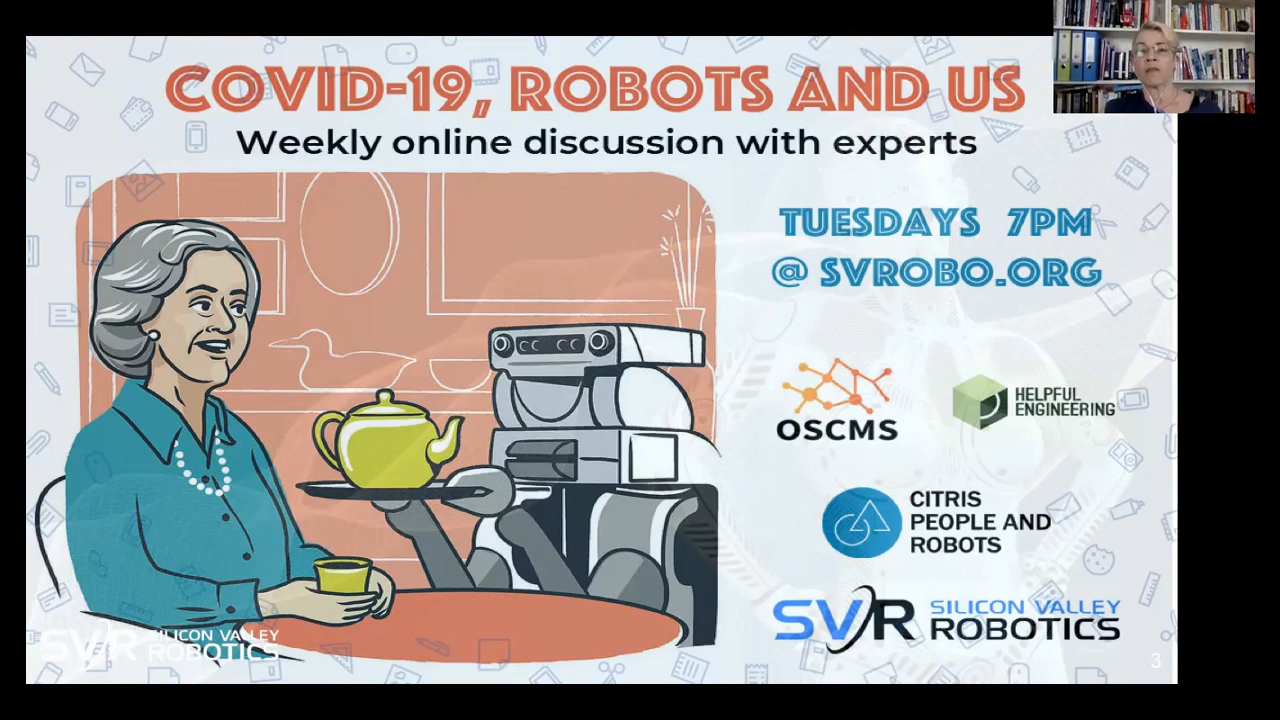 COVID-19, ROBOTS AND US
Weekly online discussion with experts
TUESDAYS 7PM
@ SVROBO.ORG
OSCMS
HELPFUL
ENGINEERING
CITRIS
PEOPLE AND
ROBOTS
SVR SILICON VALLEY
ROBOTICS
SVR SILICON VALLEY
ROBOTICS
3